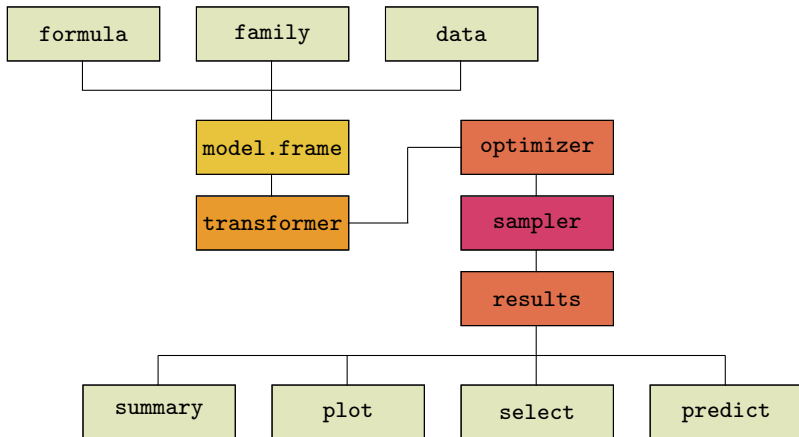 formula
family
data
model.frame
optimizer
transformer
sampler
results
summary
plot
select
predict